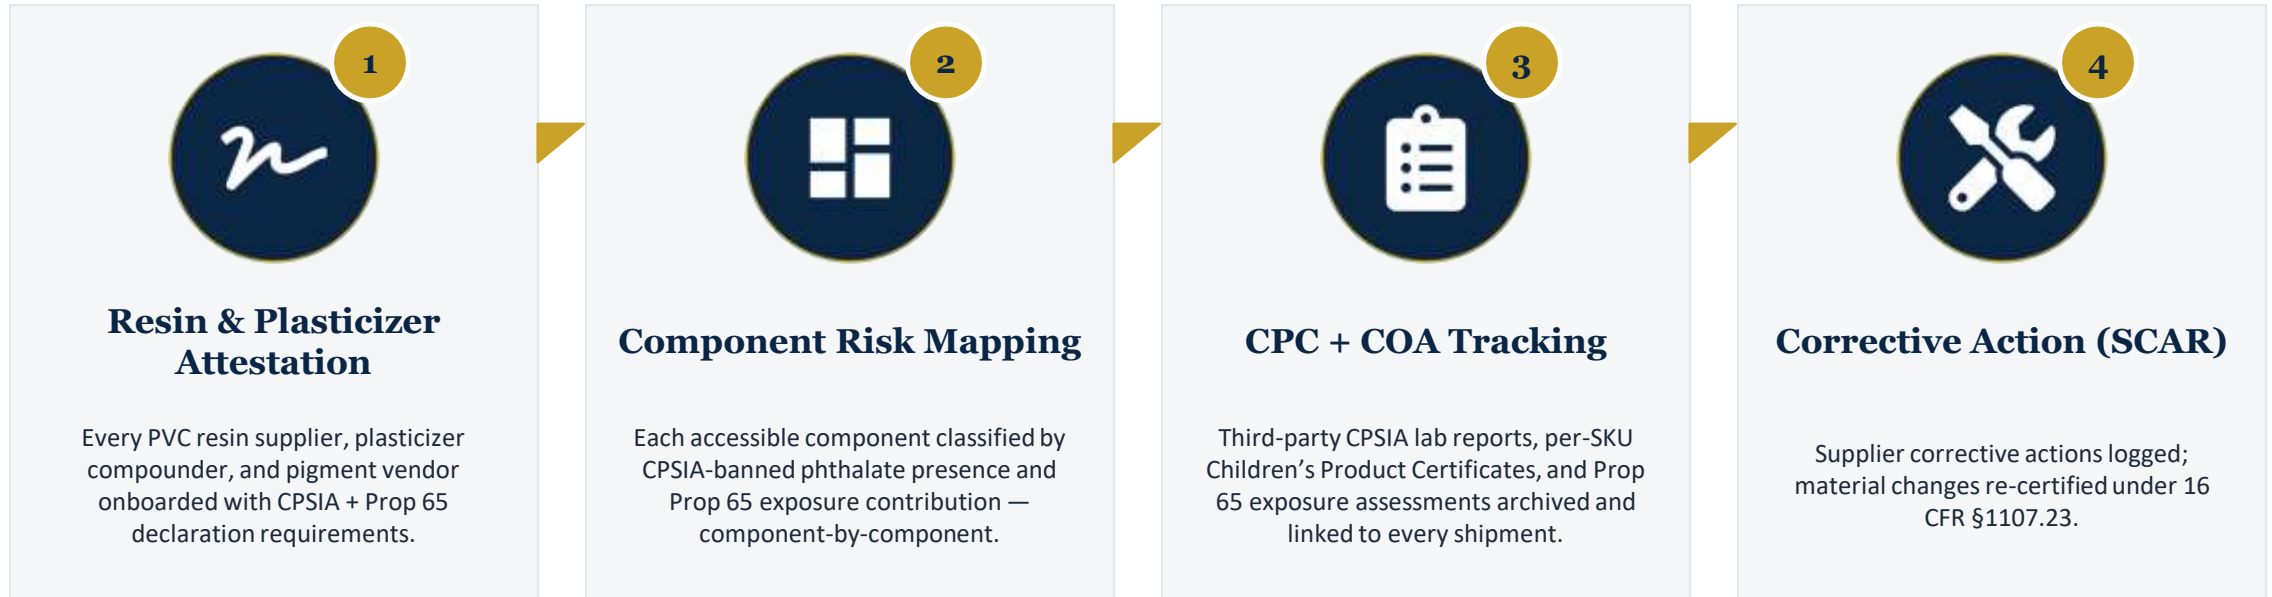 1
Resin & Plasticizer
Attestation
Every PVC resin supplier, plasticizer
compounder, and pigment vendor
onboarded with CPSIA + Prop 65
declaration requirements.
2
Component Risk Mapping
Each accessible component classified by
CPSIA-banned phthalate presence and
Prop 65 exposure contribution —
component-by-component.
3
CPC + COA Tracking
Third-party CPSIA lab reports, per-SKU
Children’s Product Certificates, and Prop
65 exposure assessments archived and
linked to every shipment.
4
Corrective Action (SCAR)
Supplier corrective actions logged;
material changes re-certified under 16
CFR §1107.23.